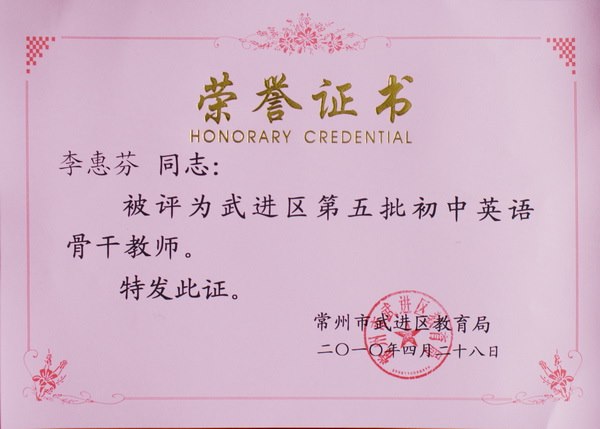 荣誉证书
HONORARY CREDENTIAL
李惠芬 同志：
被评为武进区第五批初中英语
骨干教师。
特发此证。
常州市武进区教育局
二〇一〇年四月二十八日